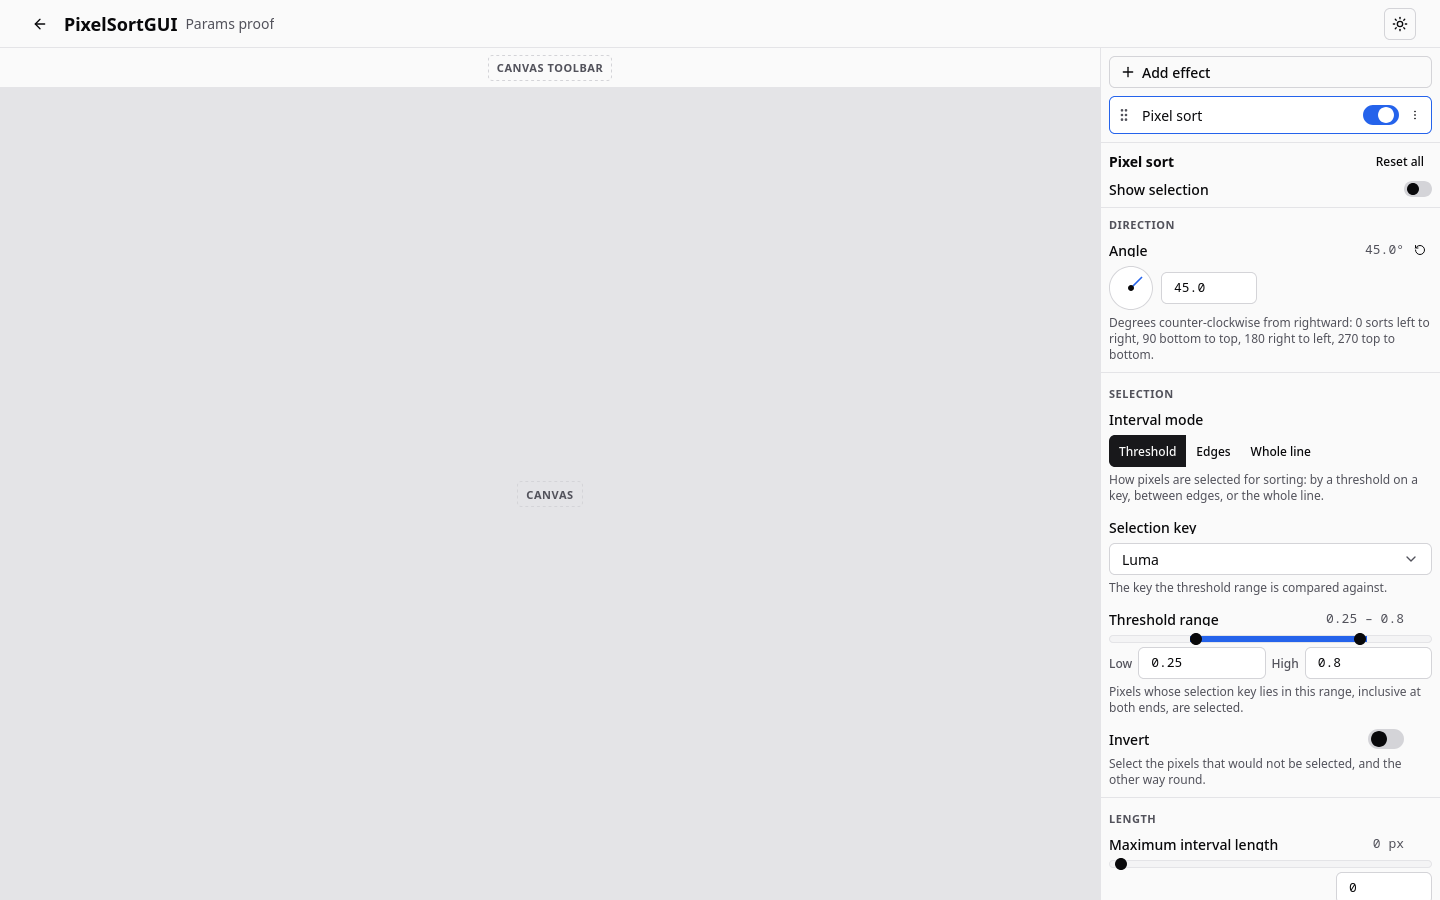 PixelSortGUI Params proof
CANVAS TOOLBAR
CANVAS
Add effect
Pixel sort
Pixel sort Reset all
Show selection
DIRECTION
Angle 45.0°
45.0
Degrees counter-clockwise from rightward: 0 sorts left to
right, 90 bottom to top, 180 right to left, 270 top to
bottom.
SELECTION
Interval mode
Threshold Edges Whole line
How pixels are selected for sorting: by a threshold on a
key, between edges, or the whole line.
Selection key
Luma
The key the threshold range is compared against.
Threshold range 0.25 – 0.8
Low 0.25 High 0.8
Pixels whose selection key lies in this range, inclusive at
both ends, are selected.
Invert
Select the pixels that would not be selected, and the
other way round.
LENGTH
Maximum interval length 0 px
0